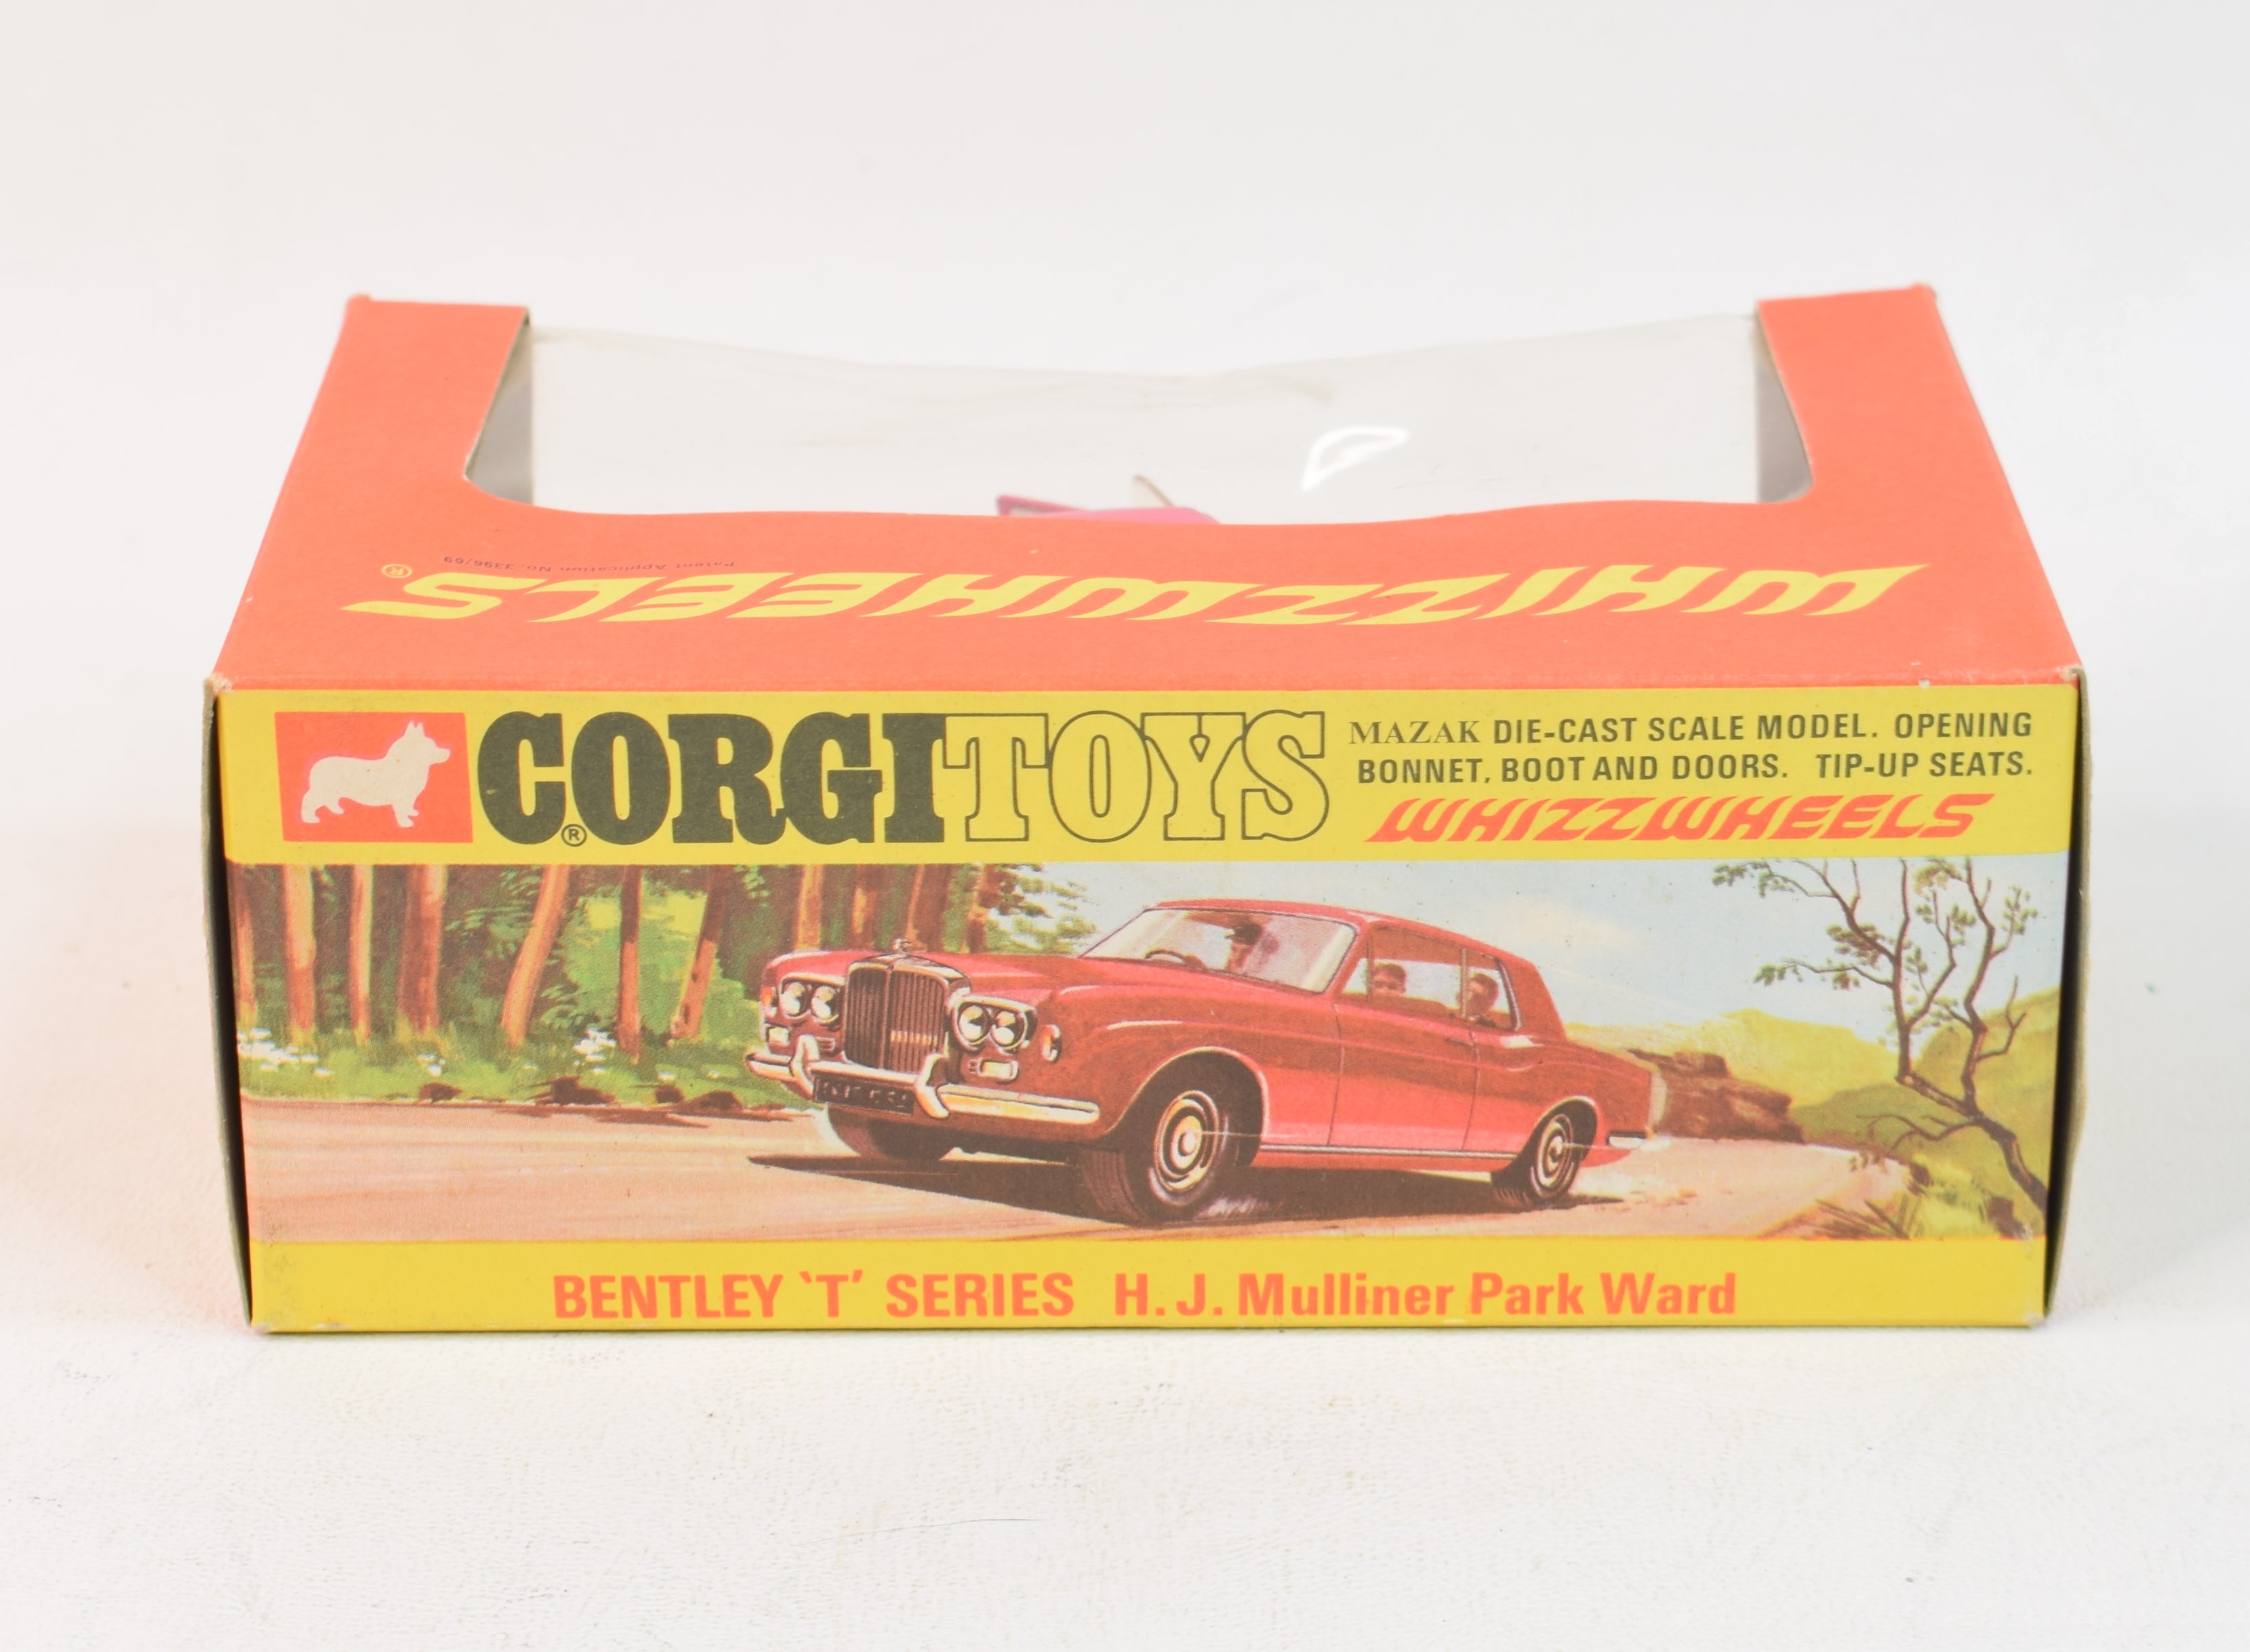 Patent Application No. 3396/69
WHIZZWHEELS®
CORGI® TOYS
MAZAK DIE-CAST SCALE MODEL. OPENING
BONNET, BOOT AND DOORS. TIP-UP SEATS.
WHIZZWHEELS
BENTLEY ‘T’ SERIES H. J. Mulliner Park Ward